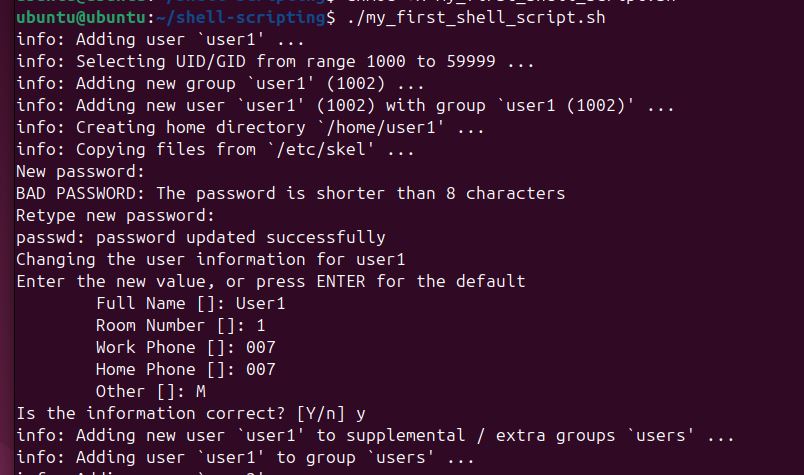 ubuntu@ubuntu:~/shell-scripting$ ./my_first_shell_script.sh
info: Adding user `user1' ...
info: Selecting UID/GID from range 1000 to 59999 ...
info: Adding new group `user1' (1002) ...
info: Adding new user `user1' (1002) with group `user1 (1002)' ...
info: Creating home directory `/home/user1' ...
info: Copying files from `/etc/skel' ...
New password:
BAD PASSWORD: The password is shorter than 8 characters
Retype new password:
passwd: password updated successfully
Changing the user information for user1
Enter the new value, or press ENTER for the default
        Full Name []: User1
        Room Number []: 1
        Work Phone []: 007
        Home Phone []: 007
        Other []: M
Is the information correct? [Y/n] y
info: Adding new user `user1' to supplemental / extra groups `users' ...
info: Adding user `user1' to group `users' ...